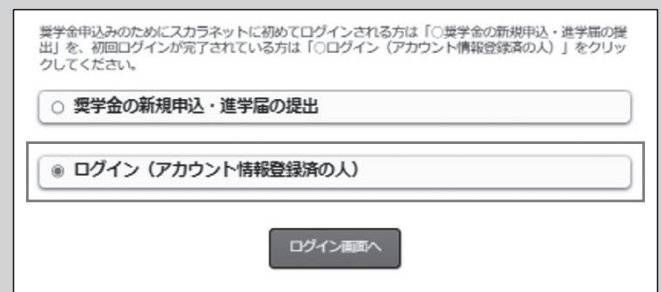 奨学金申込みのためにスカラネットに初めてログインされる方は「○奨学金の新規申込・進学届の提
出」を、初回ログインが完了されている方は「○ログイン（アカウント情報登録済の人）」をクリッ
クしてください。
奨学金の新規申込・進学届の提出
ログイン（アカウント情報登録済の人）
ログイン画面へ